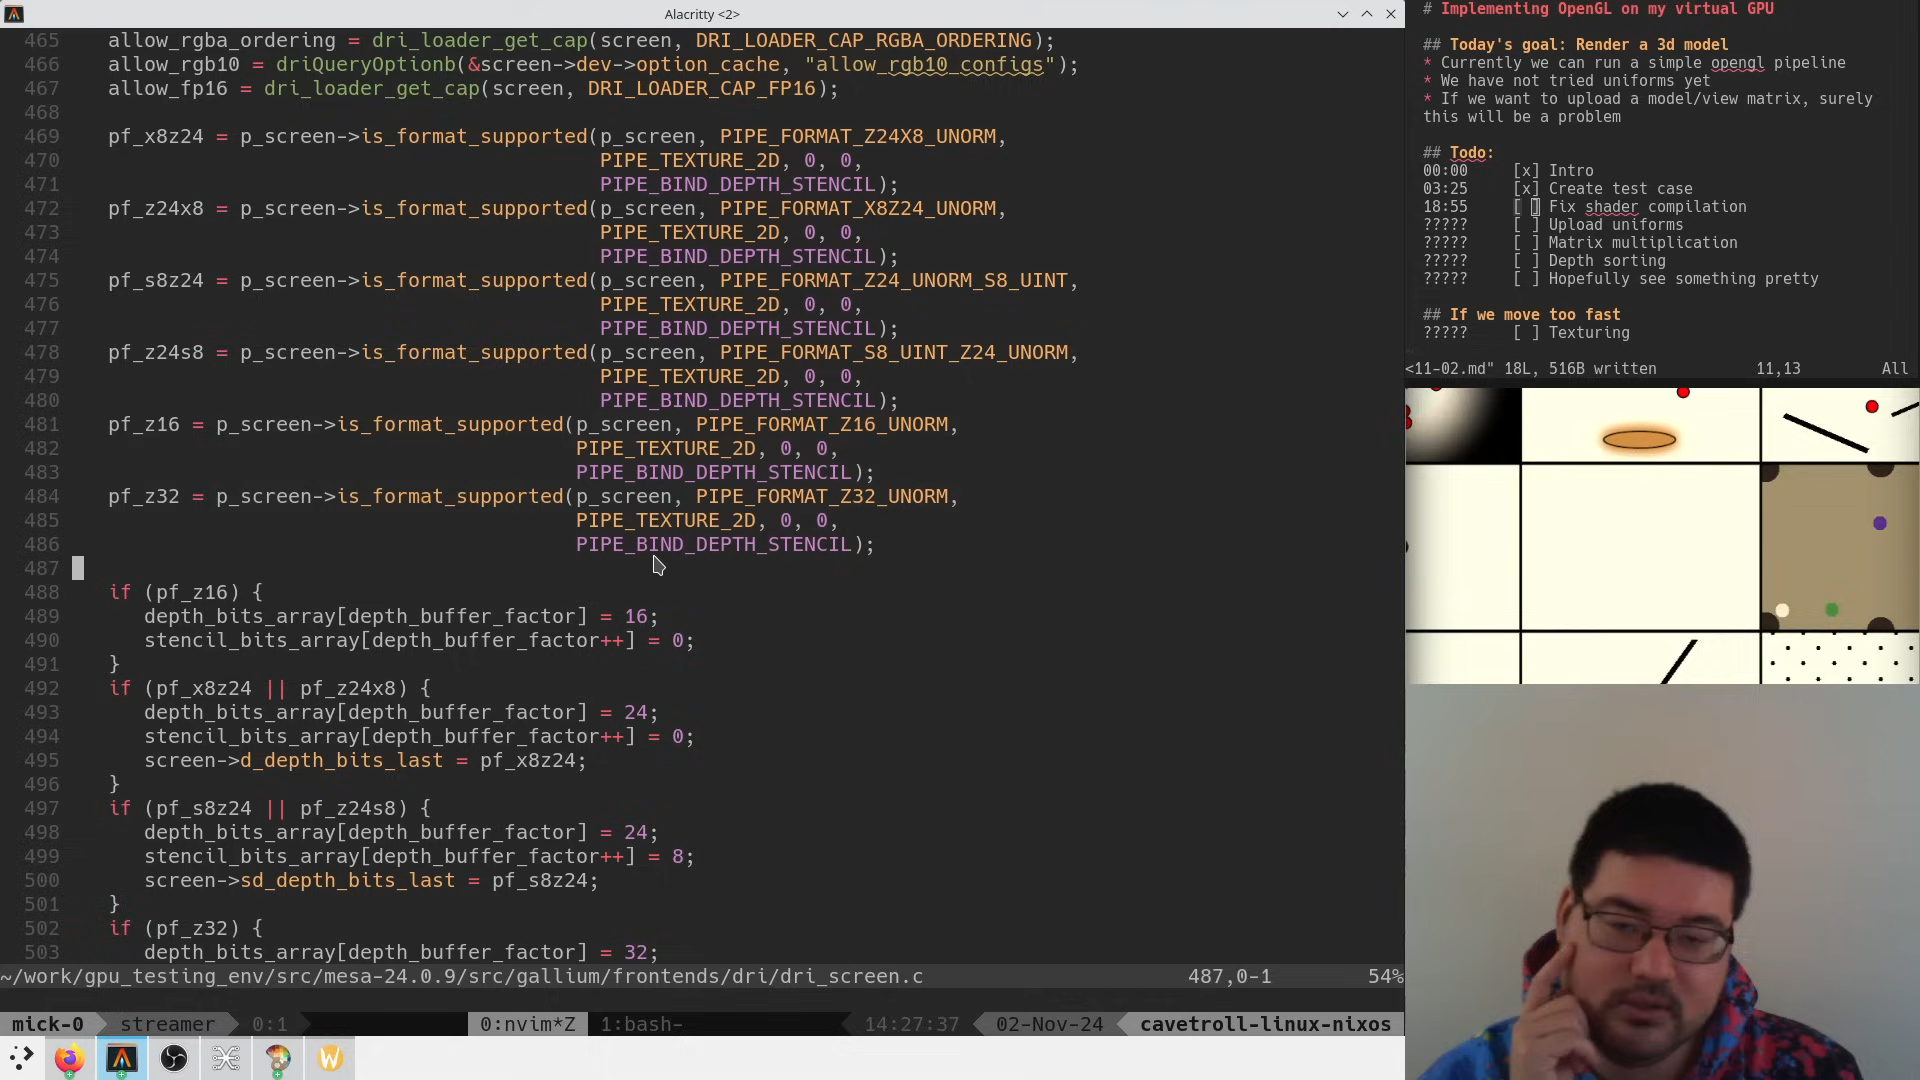 Alacritty <2>
465 allow_rgba_ordering = dri_loader_get_cap(screen, DRI_LOADER_CAP_RGBA_ORDERING);
466 allow_rgb10 = driQueryOptionb(&screen->dev->option_cache, "allow_rgb10_configs");
467 allow_fp16 = dri_loader_get_cap(screen, DRI_LOADER_CAP_FP16);
468
469 pf_x8z24 = p_screen->is_format_supported(p_screen, PIPE_FORMAT_Z24X8_UNORM,
470 PIPE_TEXTURE_2D, 0, 0,
471 PIPE_BIND_DEPTH_STENCIL);
472 pf_z24x8 = p_screen->is_format_supported(p_screen, PIPE_FORMAT_X8Z24_UNORM,
473 PIPE_TEXTURE_2D, 0, 0,
474 PIPE_BIND_DEPTH_STENCIL);
475 pf_s8z24 = p_screen->is_format_supported(p_screen, PIPE_FORMAT_Z24_UNORM_S8_UINT,
476 PIPE_TEXTURE_2D, 0, 0,
477 PIPE_BIND_DEPTH_STENCIL);
478 pf_z24s8 = p_screen->is_format_supported(p_screen, PIPE_FORMAT_S8_UINT_Z24_UNORM,
479 PIPE_TEXTURE_2D, 0, 0,
480 PIPE_BIND_DEPTH_STENCIL);
481 pf_z16 = p_screen->is_format_supported(p_screen, PIPE_FORMAT_Z16_UNORM,
482 PIPE_TEXTURE_2D, 0, 0,
483 PIPE_BIND_DEPTH_STENCIL);
484 pf_z32 = p_screen->is_format_supported(p_screen, PIPE_FORMAT_Z32_UNORM,
485 PIPE_TEXTURE_2D, 0, 0,
486 PIPE_BIND_DEPTH_STENCIL);
487
488 if (pf_z16) {
489 depth_bits_array[depth_buffer_factor] = 16;
490 stencil_bits_array[depth_buffer_factor++] = 0;
491 }
492 if (pf_x8z24 || pf_z24x8) {
493 depth_bits_array[depth_buffer_factor] = 24;
494 stencil_bits_array[depth_buffer_factor++] = 0;
495 screen->d_depth_bits_last = pf_x8z24;
496 }
497 if (pf_s8z24 || pf_z24s8) {
498 depth_bits_array[depth_buffer_factor] = 24;
499 stencil_bits_array[depth_buffer_factor++] = 8;
500 screen->sd_depth_bits_last = pf_s8z24;
501 }
502 if (pf_z32) {
503 depth_bits_array[depth_buffer_factor] = 32;
~/work/gpu_testing_env/src/mesa-24.0.9/src/gallium/frontends/dri/dri_screen.c 487,0-1 54%
mick-0 streamer 0:1 0:nvim*Z 1:bash- 14:27:37 02-Nov-24 cavetroll-linux-nixos
# Implementing OpenGL on my virtual GPU
## Today's goal: Render a 3d model
* Currently we can run a simple opengl pipeline
* We have not tried uniforms yet
* If we want to upload a model/view matrix, surely
this will be a problem
## Todo:
00:00 [x] Intro
03:25 [x] Create test case
18:55 [ ] Fix shader compilation
????? [ ] Upload uniforms
????? [ ] Matrix multiplication
????? [ ] Depth sorting
????? [ ] Hopefully see something pretty
## If we move too fast
????? [ ] Texturing
<11-02.md" 18L, 516B written 11,13 All